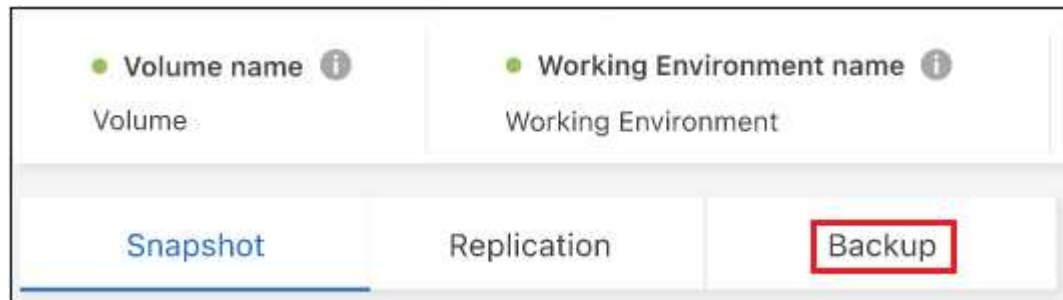 Volume name
Working Environment name
Volume
Working Environment
Snapshot
Replication
Backup